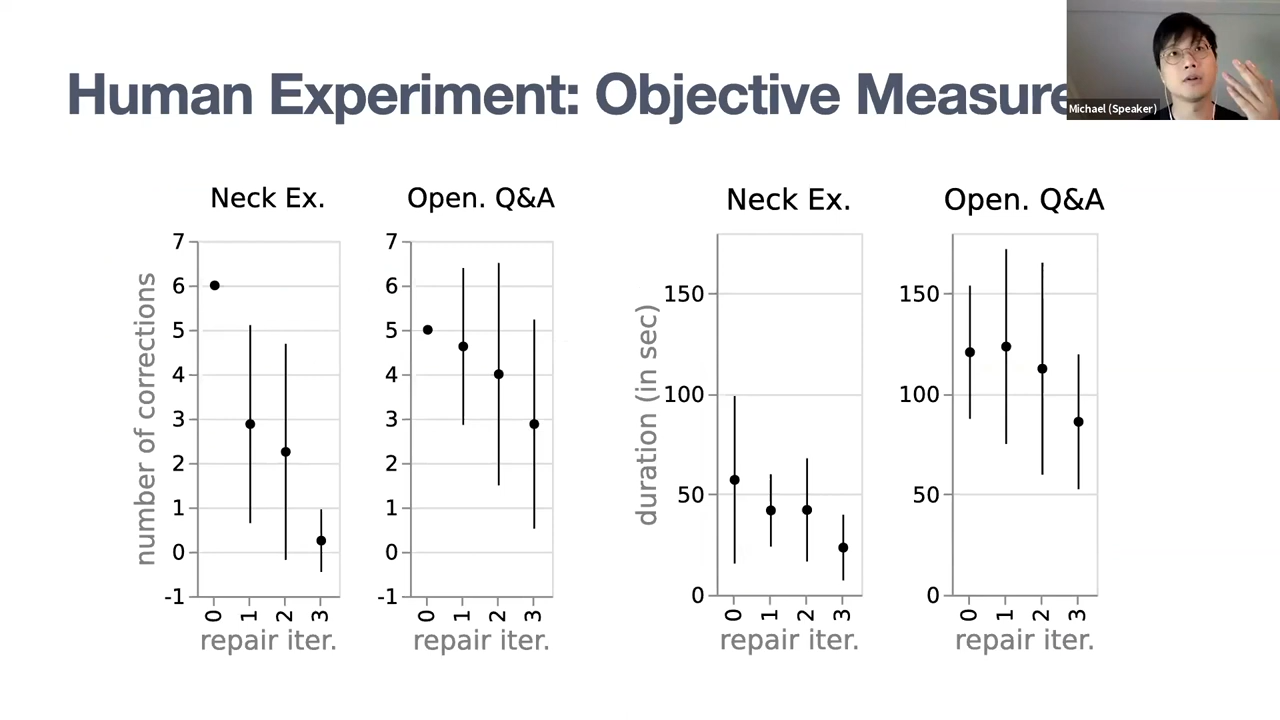 Human Experiment: Objective Measure
Michael (Speaker)
Neck Ex.
Open. Q&A
Neck Ex.
Open. Q&A
number of corrections
7
6
5
4
3
2
1
0
-1
0 1 2 3
repair iter.
7
6
5
4
3
2
1
0
-1
0 1 2 3
repair iter.
duration (in sec)
150
100
50
0
0 1 2 3
repair iter.
150
100
50
0
0 1 2 3
repair iter.